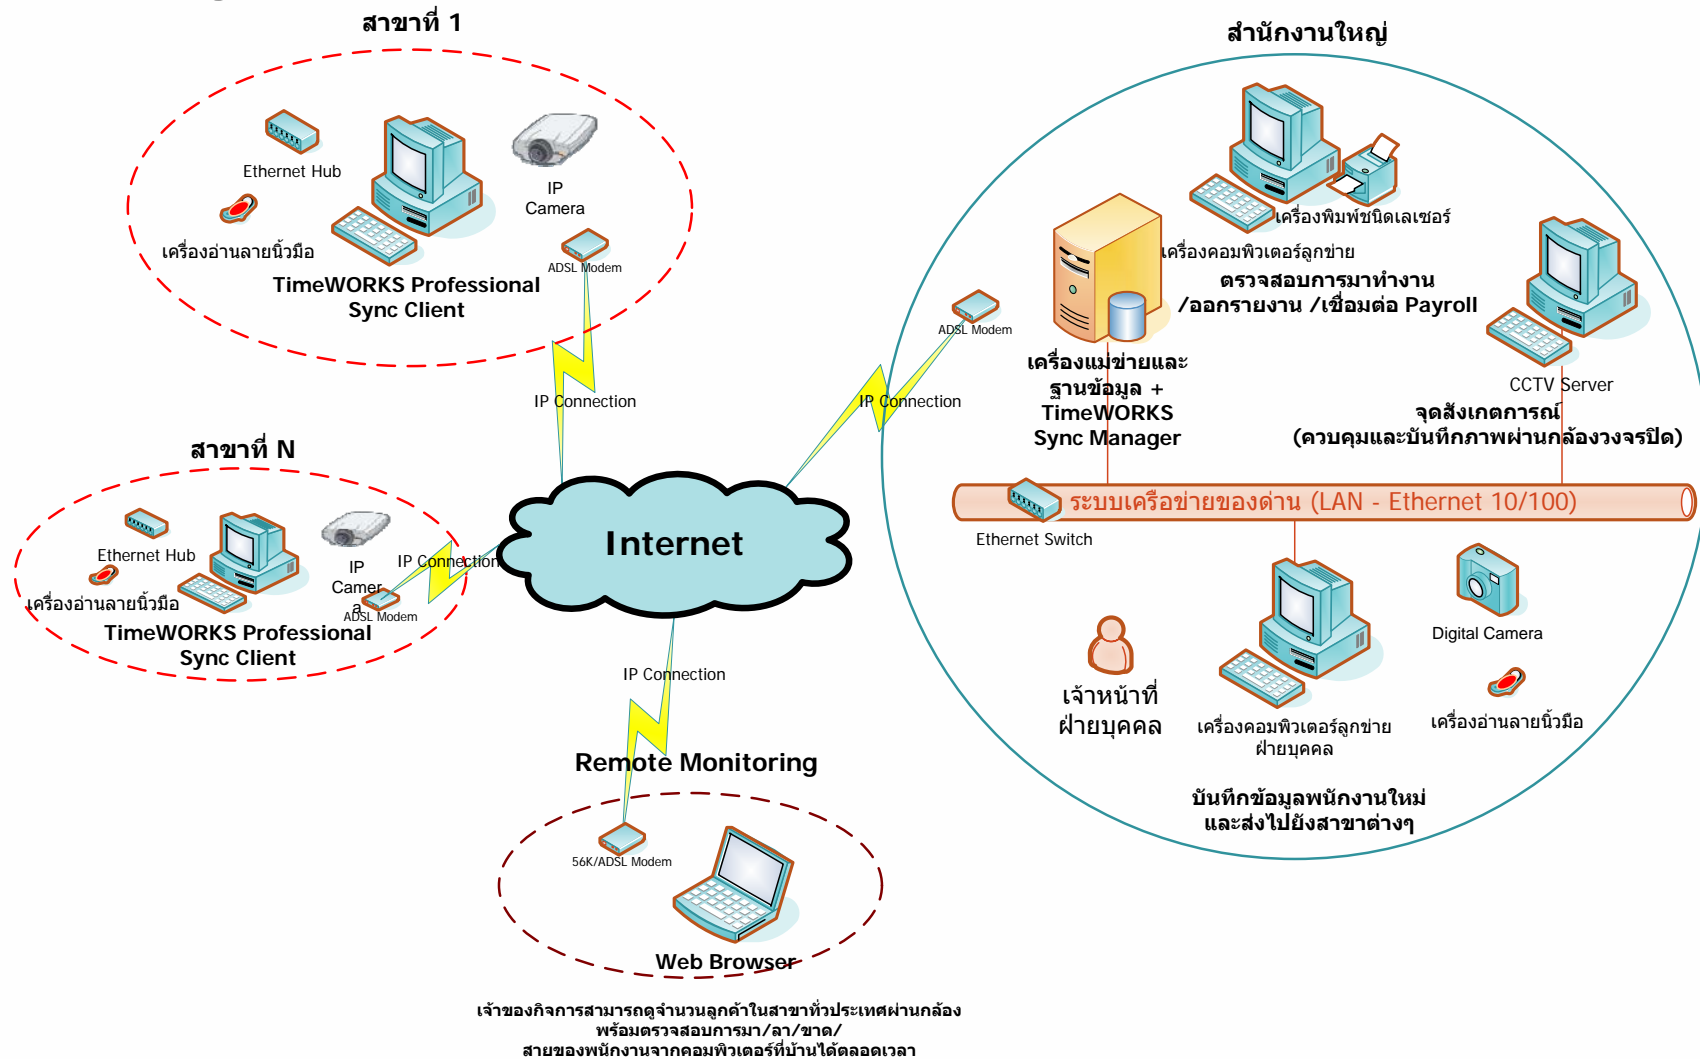 สาขาที่ 1
Ethernet Hub
IP
Camera
เครื่องอ่านลายนิ้วมือ
ADSL Modem
TimeWORKS Professional
Sync Client
IP Connection
สาขาที่ N
Ethernet Hub
IP
Camer
a
เครื่องอ่านลายนิ้วมือ
ADSL Modem
TimeWORKS Professional
Sync Client
IP Connection
Internet
IP Connection
Remote Monitoring
56K/ADSL Modem
Web Browser
เจ้าของกิจการสามารถดูจำนวนลูกค้าในสาขาทั่วประเทศผ่านกล้อง
พร้อมตรวจสอบการมา/ลา/ขาด/
สายของพนักงานจากคอมพิวเตอร์ที่บ้านได้ตลอดเวลา
สำนักงานใหญ่
ADSL Modem
IP Connection
เครื่องพิมพ์ชนิดเลเซอร์
เครื่องคอมพิวเตอร์ลูกข่าย
ตรวจสอบการมาทำงาน
/ออกรายงาน /เชื่อมต่อ Payroll
เครื่องแม่ข่ายและ
ฐานข้อมูล +
TimeWORKS
Sync Manager
CCTV Server
จุดสังเกตการณ์
(ควบคุมและบันทึกภาพผ่านกล้องวงจรปิด)
ระบบเครือข่ายของด่าน (LAN - Ethernet 10/100)
Ethernet Switch
เจ้าหน้าที่
ฝ่ายบุคคล
เครื่องคอมพิวเตอร์ลูกข่าย
ฝ่ายบุคคล
Digital Camera
เครื่องอ่านลายนิ้วมือ
บันทึกข้อมูลพนักงานใหม่
และส่งไปยังสาขาต่างๆ